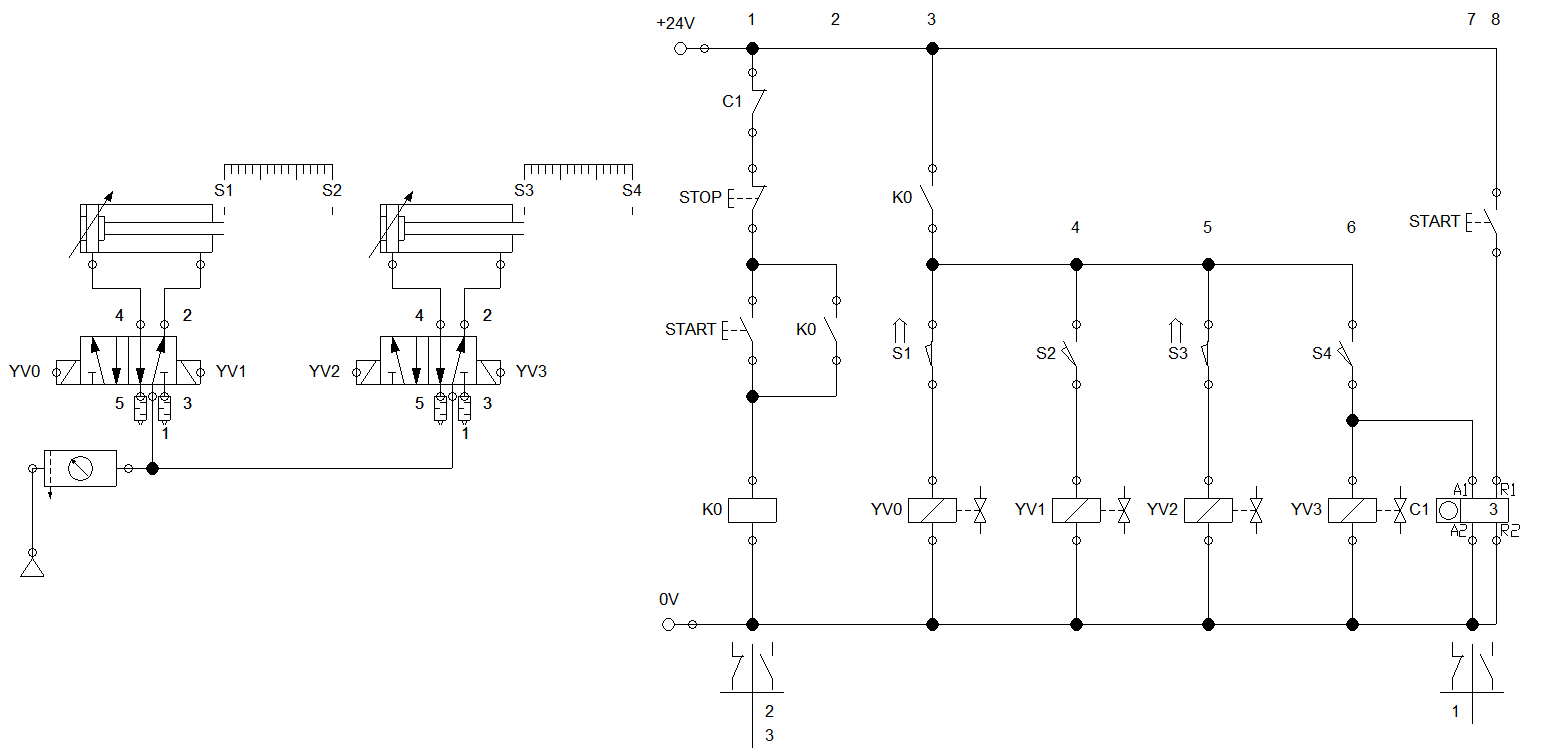 1 2 3 7 8
+24V
C1
S1 S2 S3 S4
STOP K0 START
4 5 6
4 2 4 2
START K0 S1 S2 S3 S4
YV0 YV1 YV2 YV3
5 3 5 3
1 1
A1 R1
K0 YV0 YV1 YV2 YV3 C1 3
A2 R2
0V
2 1
3